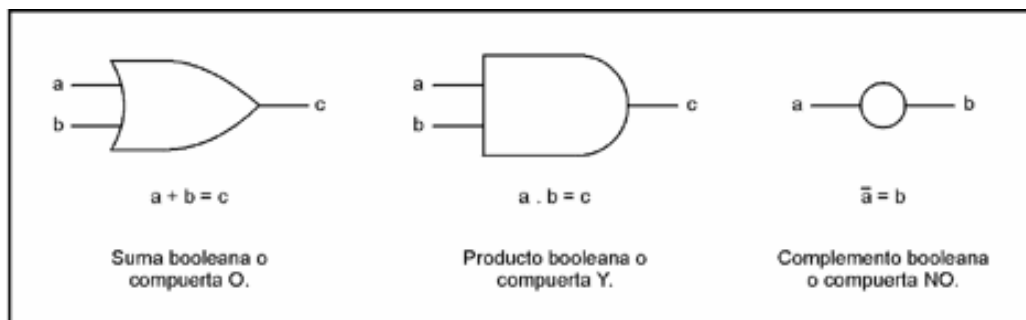 a
b
c
a + b = c
Suma booleana o
compuerta O.
a
b
c
a . b = c
Producto booleana o
compuerta Y.
a
b
a̅ = b
Complemento booleana
o compuerta NO.